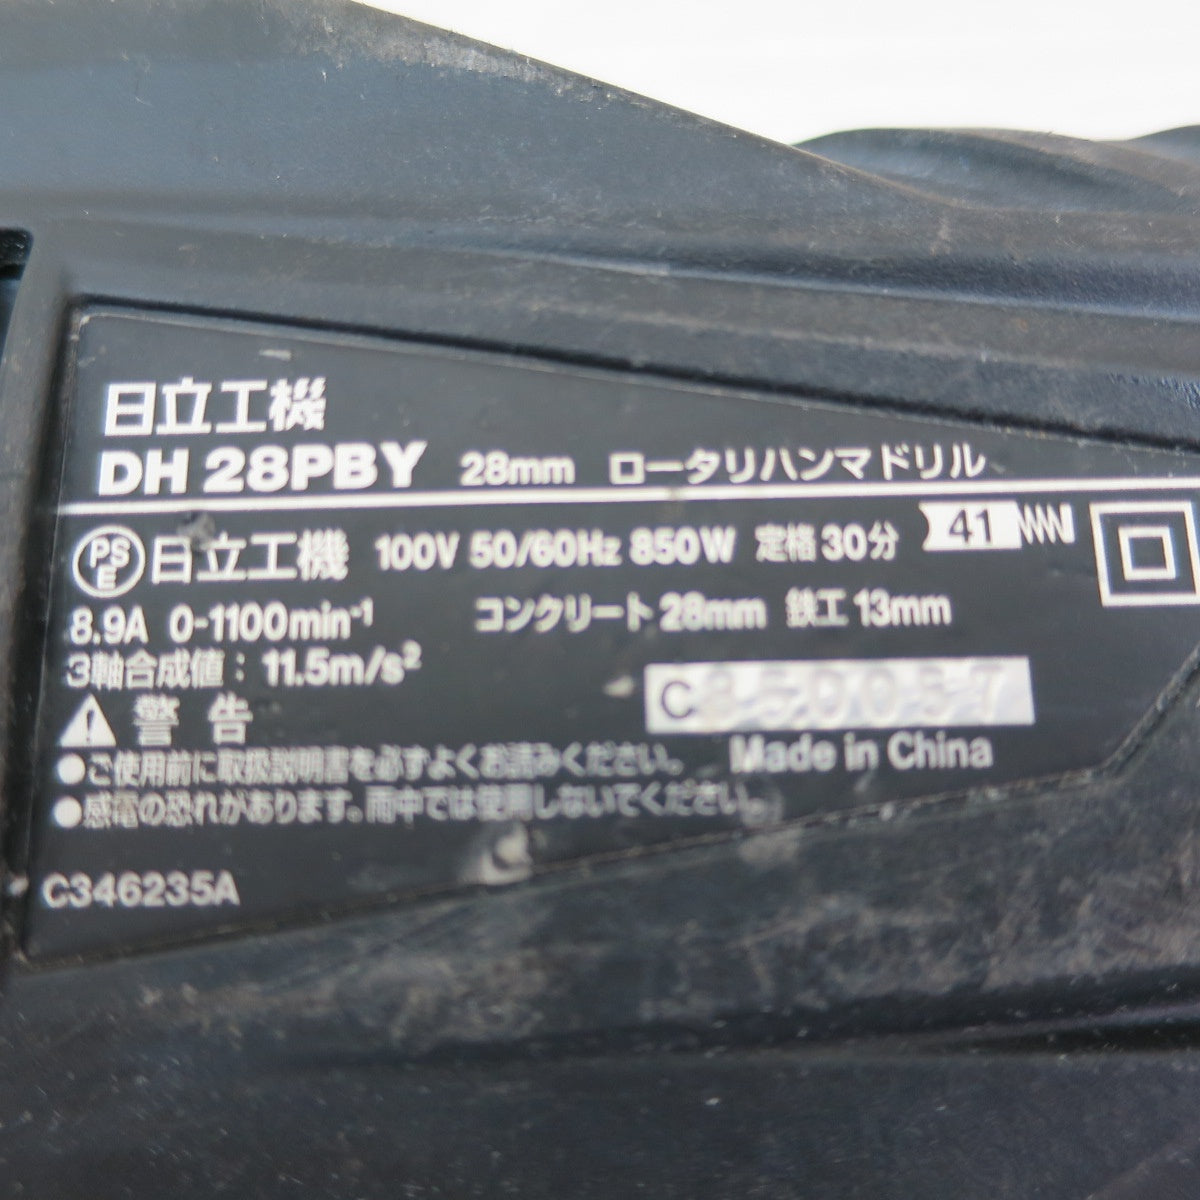 日立工機
DH 28PBY 28mm ロータリハンマドリル
PSE 日立工機 100V 50/60Hz 850W 定格30分 41
8.9A 0-1100min⁻¹ コンクリート 28mm 鉄工 13mm
3軸合成値：11.5m/s²
警告
●ご使用前に取扱説明書を必ずよくお読みください。
●感電の恐れがあります。雨中では使用しないでください。
Made in China
C346235A